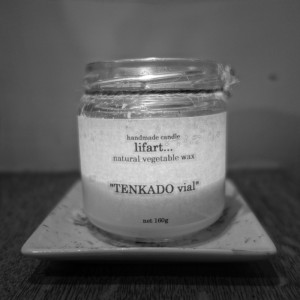 handmade candle
lifart...
natural vegetable wax
"TENKADO vial"
net 160g